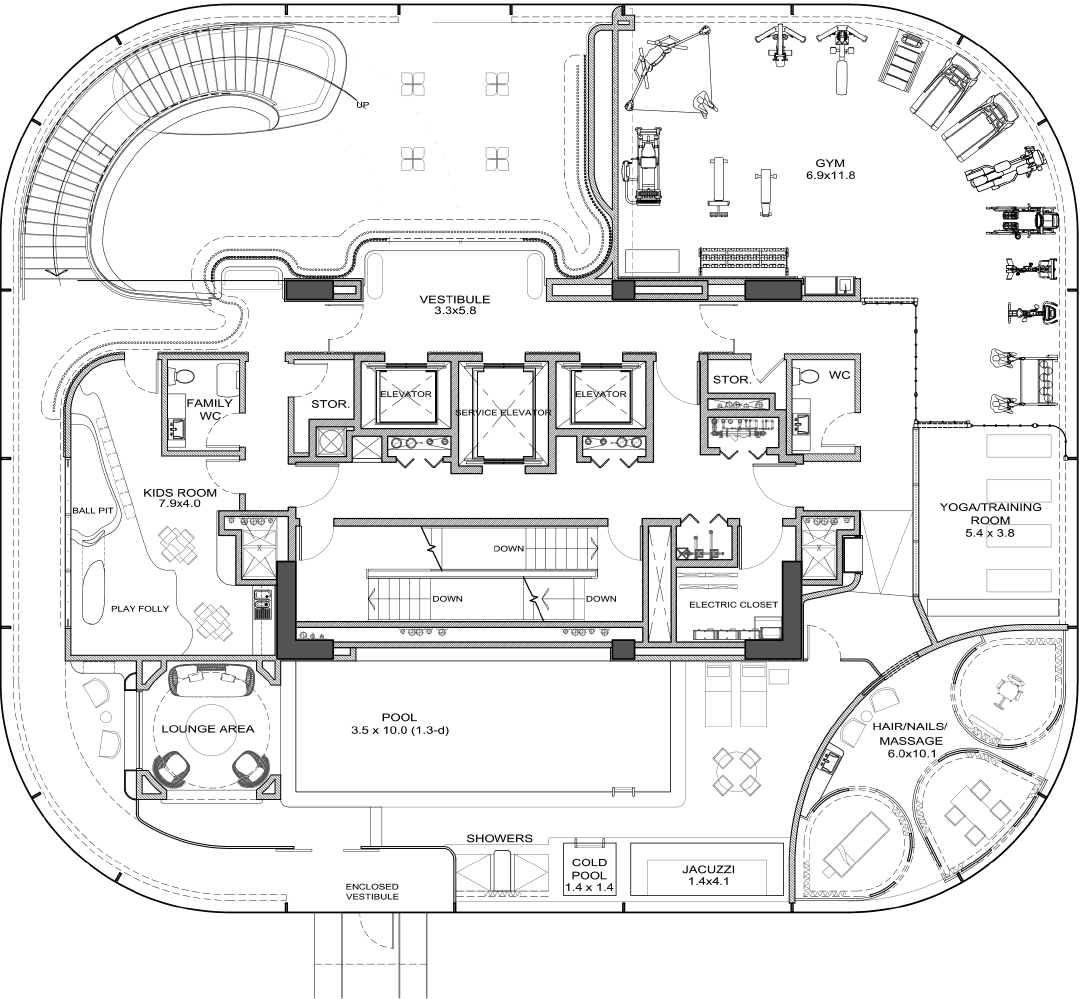 UP
GYM
6.9x11.8
VESTIBULE
3.3x5.8
FAMILY
WC
STOR.
ELEVATOR
SERVICE ELEVATOR
ELEVATOR
STOR.
WC
KIDS ROOM
7.9x4.0
BALL PIT
YOGA/TRAINING
ROOM
5.4 x 3.8
DOWN
DOWN
DOWN
PLAY FOLLY
ELECTRIC CLOSET
LOUNGE AREA
POOL
3.5 x 10.0 (1.3-d)
HAIR/NAILS/
MASSAGE
6.0x10.1
SHOWERS
COLD
POOL
1.4 x 1.4
JACUZZI
1.4x4.1
ENCLOSED
VESTIBULE